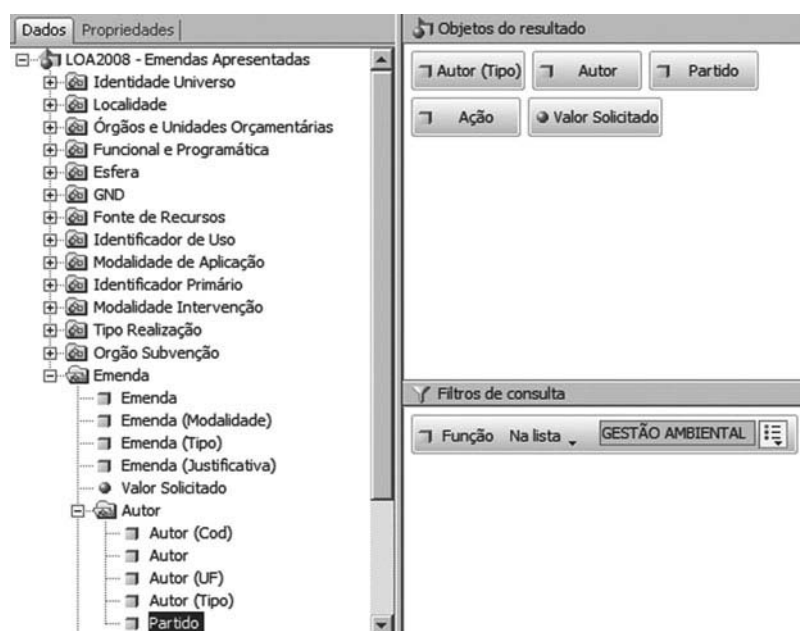 Dados Propriedades
LOA2008 - Emendas Apresentadas
Identidade Universo
Localidade
Órgãos e Unidades Orçamentárias
Funcional e Programática
Esfera
GND
Fonte de Recursos
Identificador de Uso
Modalidade de Aplicação
Identificador Primário
Modalidade Intervenção
Tipo Realização
Orgão Subvenção
Emenda
Emenda
Emenda (Modalidade)
Emenda (Tipo)
Emenda (Justificativa)
Valor Solicitado
Autor
Autor (Cod)
Autor
Autor (UF)
Autor (Tipo)
Partido
Objetos do resultado
Autor (Tipo) Autor Partido
Ação Valor Solicitado
Filtros de consulta
Função Na lista GESTÃO AMBIENTAL